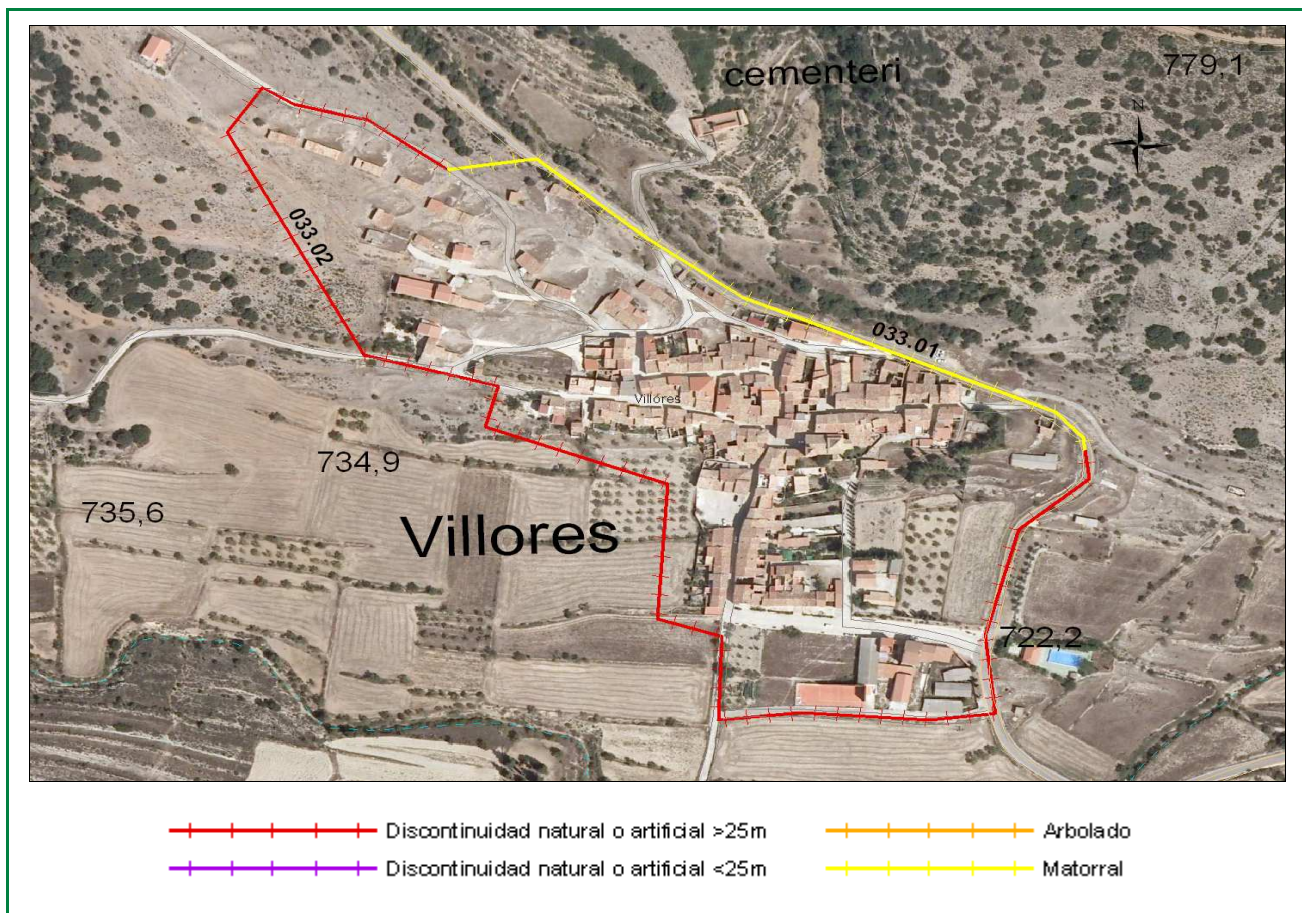 cementeri
779,1
N
033.02
033.01
Villores
734,9
735,6
Villores
722,2
Discontinuidad natural o artificial >25m
Arbolado
Discontinuidad natural o artificial <25m
Matorral